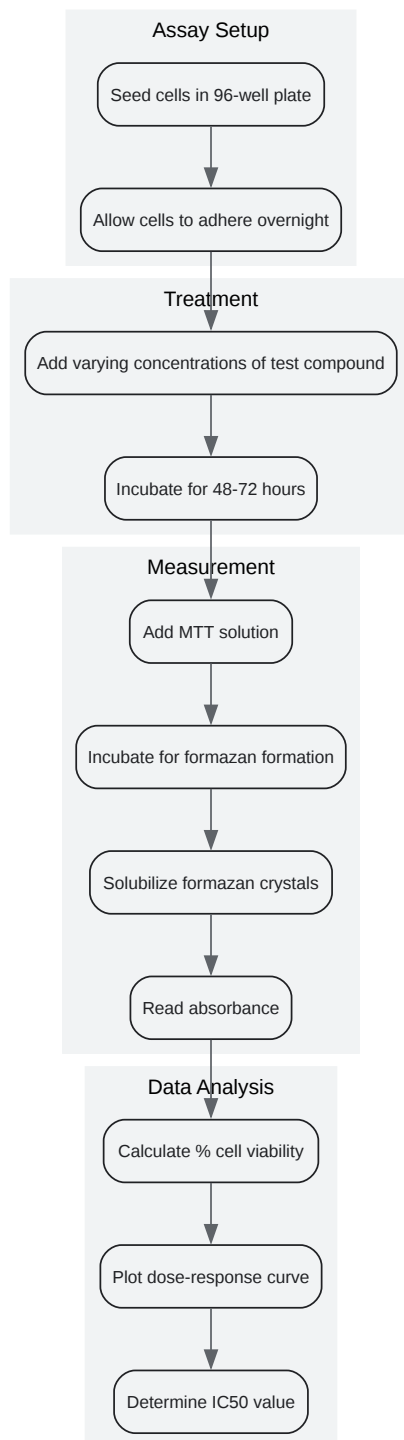 Assay Setup
Seed cells in 96-well plate
Allow cells to adhere overnight
Treatment
Add varying concentrations of test compound
Incubate for 48-72 hours
Measurement
Add MTT solution
Incubate for formazan formation
Solubilize formazan crystals
Read absorbance
Data Analysis
Calculate % cell viability
Plot dose-response curve
Determine IC50 value